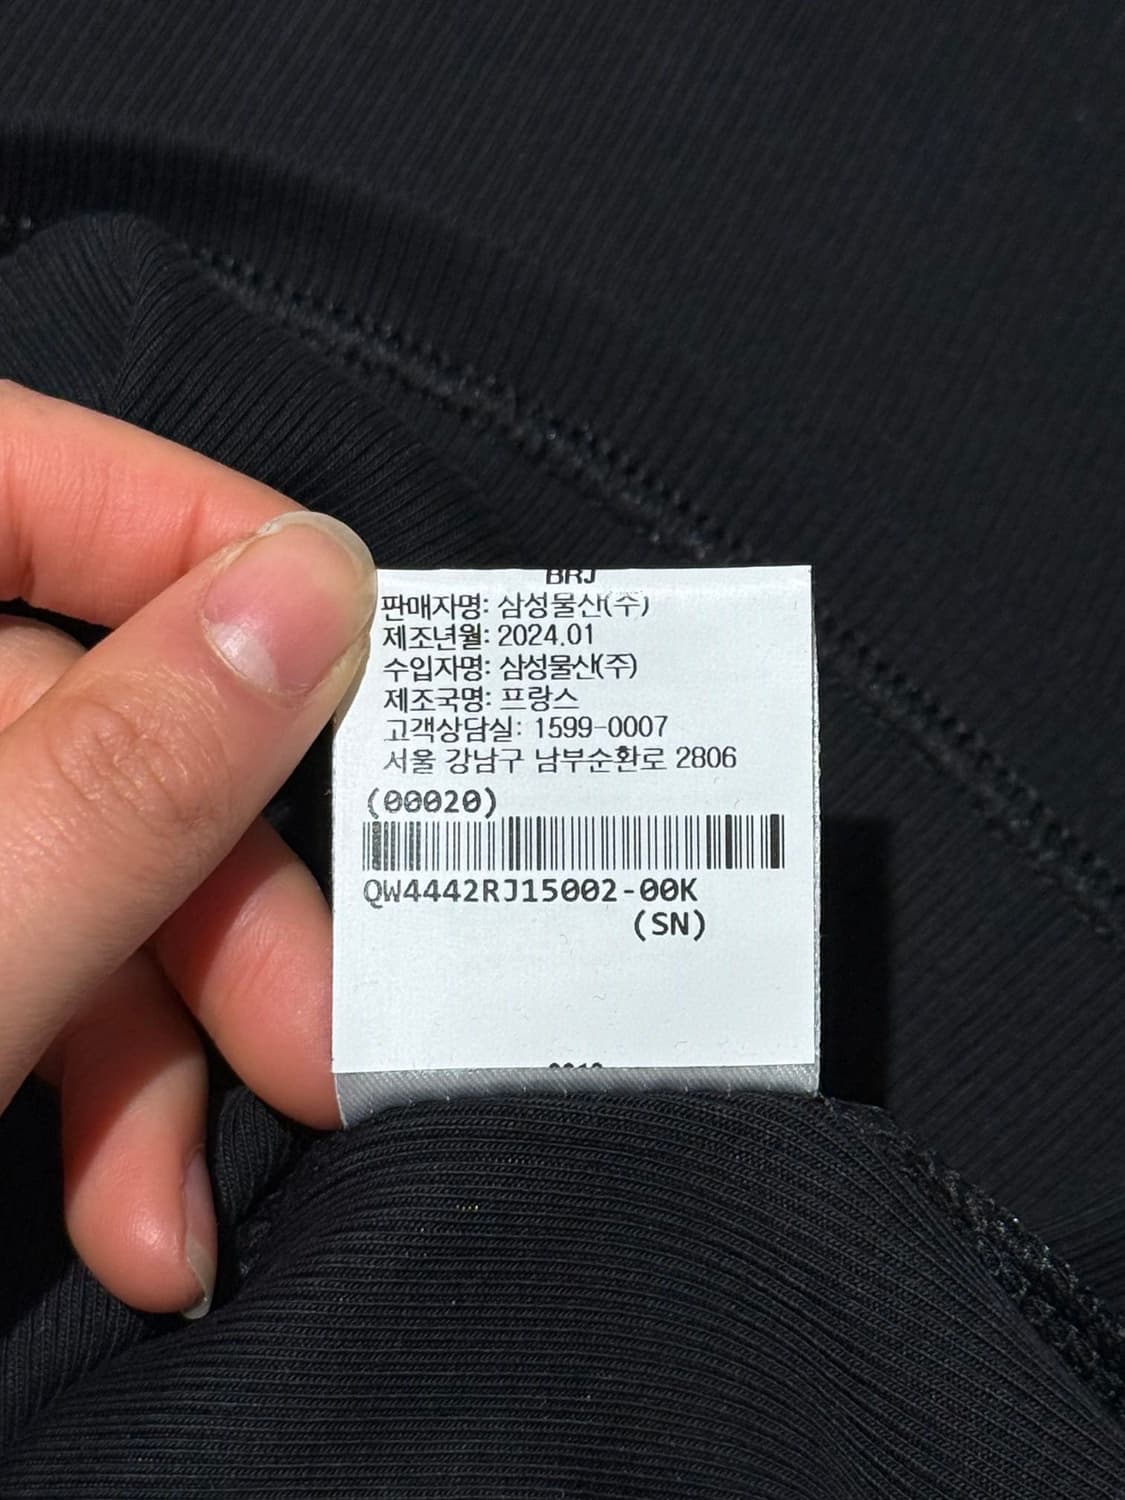 BRJ
판매자명: 삼성물산(주)
제조년월: 2024.01
수입자명: 삼성물산(주)
제조국명: 프랑스
고객상담실: 1599-0007
서울 강남구 남부순환로 2806
(00020)
QW4442RJ15002-00K
(SN)